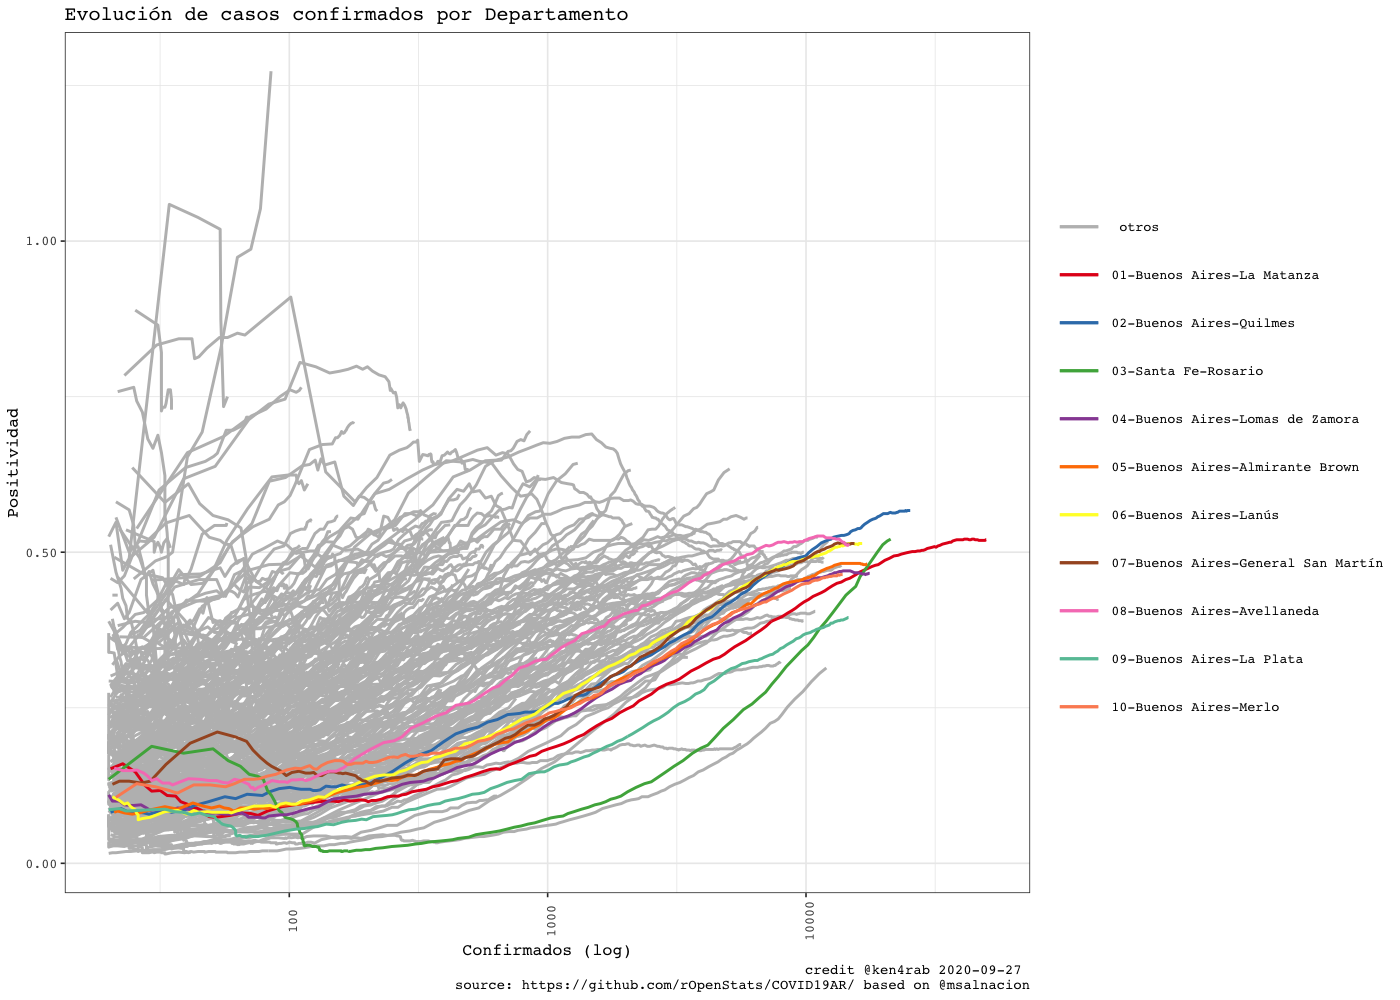 Evolución de casos confirmados por Departamento
Positividad
1.00
0.50
0.00
100
1000
10000
Confirmados (log)
otros
01-Buenos Aires-La Matanza
02-Buenos Aires-Quilmes
03-Santa Fe-Rosario
04-Buenos Aires-Lomas de Zamora
05-Buenos Aires-Almirante Brown
06-Buenos Aires-Lanús
07-Buenos Aires-General San Martín
08-Buenos Aires-Avellaneda
09-Buenos Aires-La Plata
10-Buenos Aires-Merlo
credit @ken4rab 2020-09-27
source: https://github.com/rOpenStats/COVID19AR/ based on @msalnacion